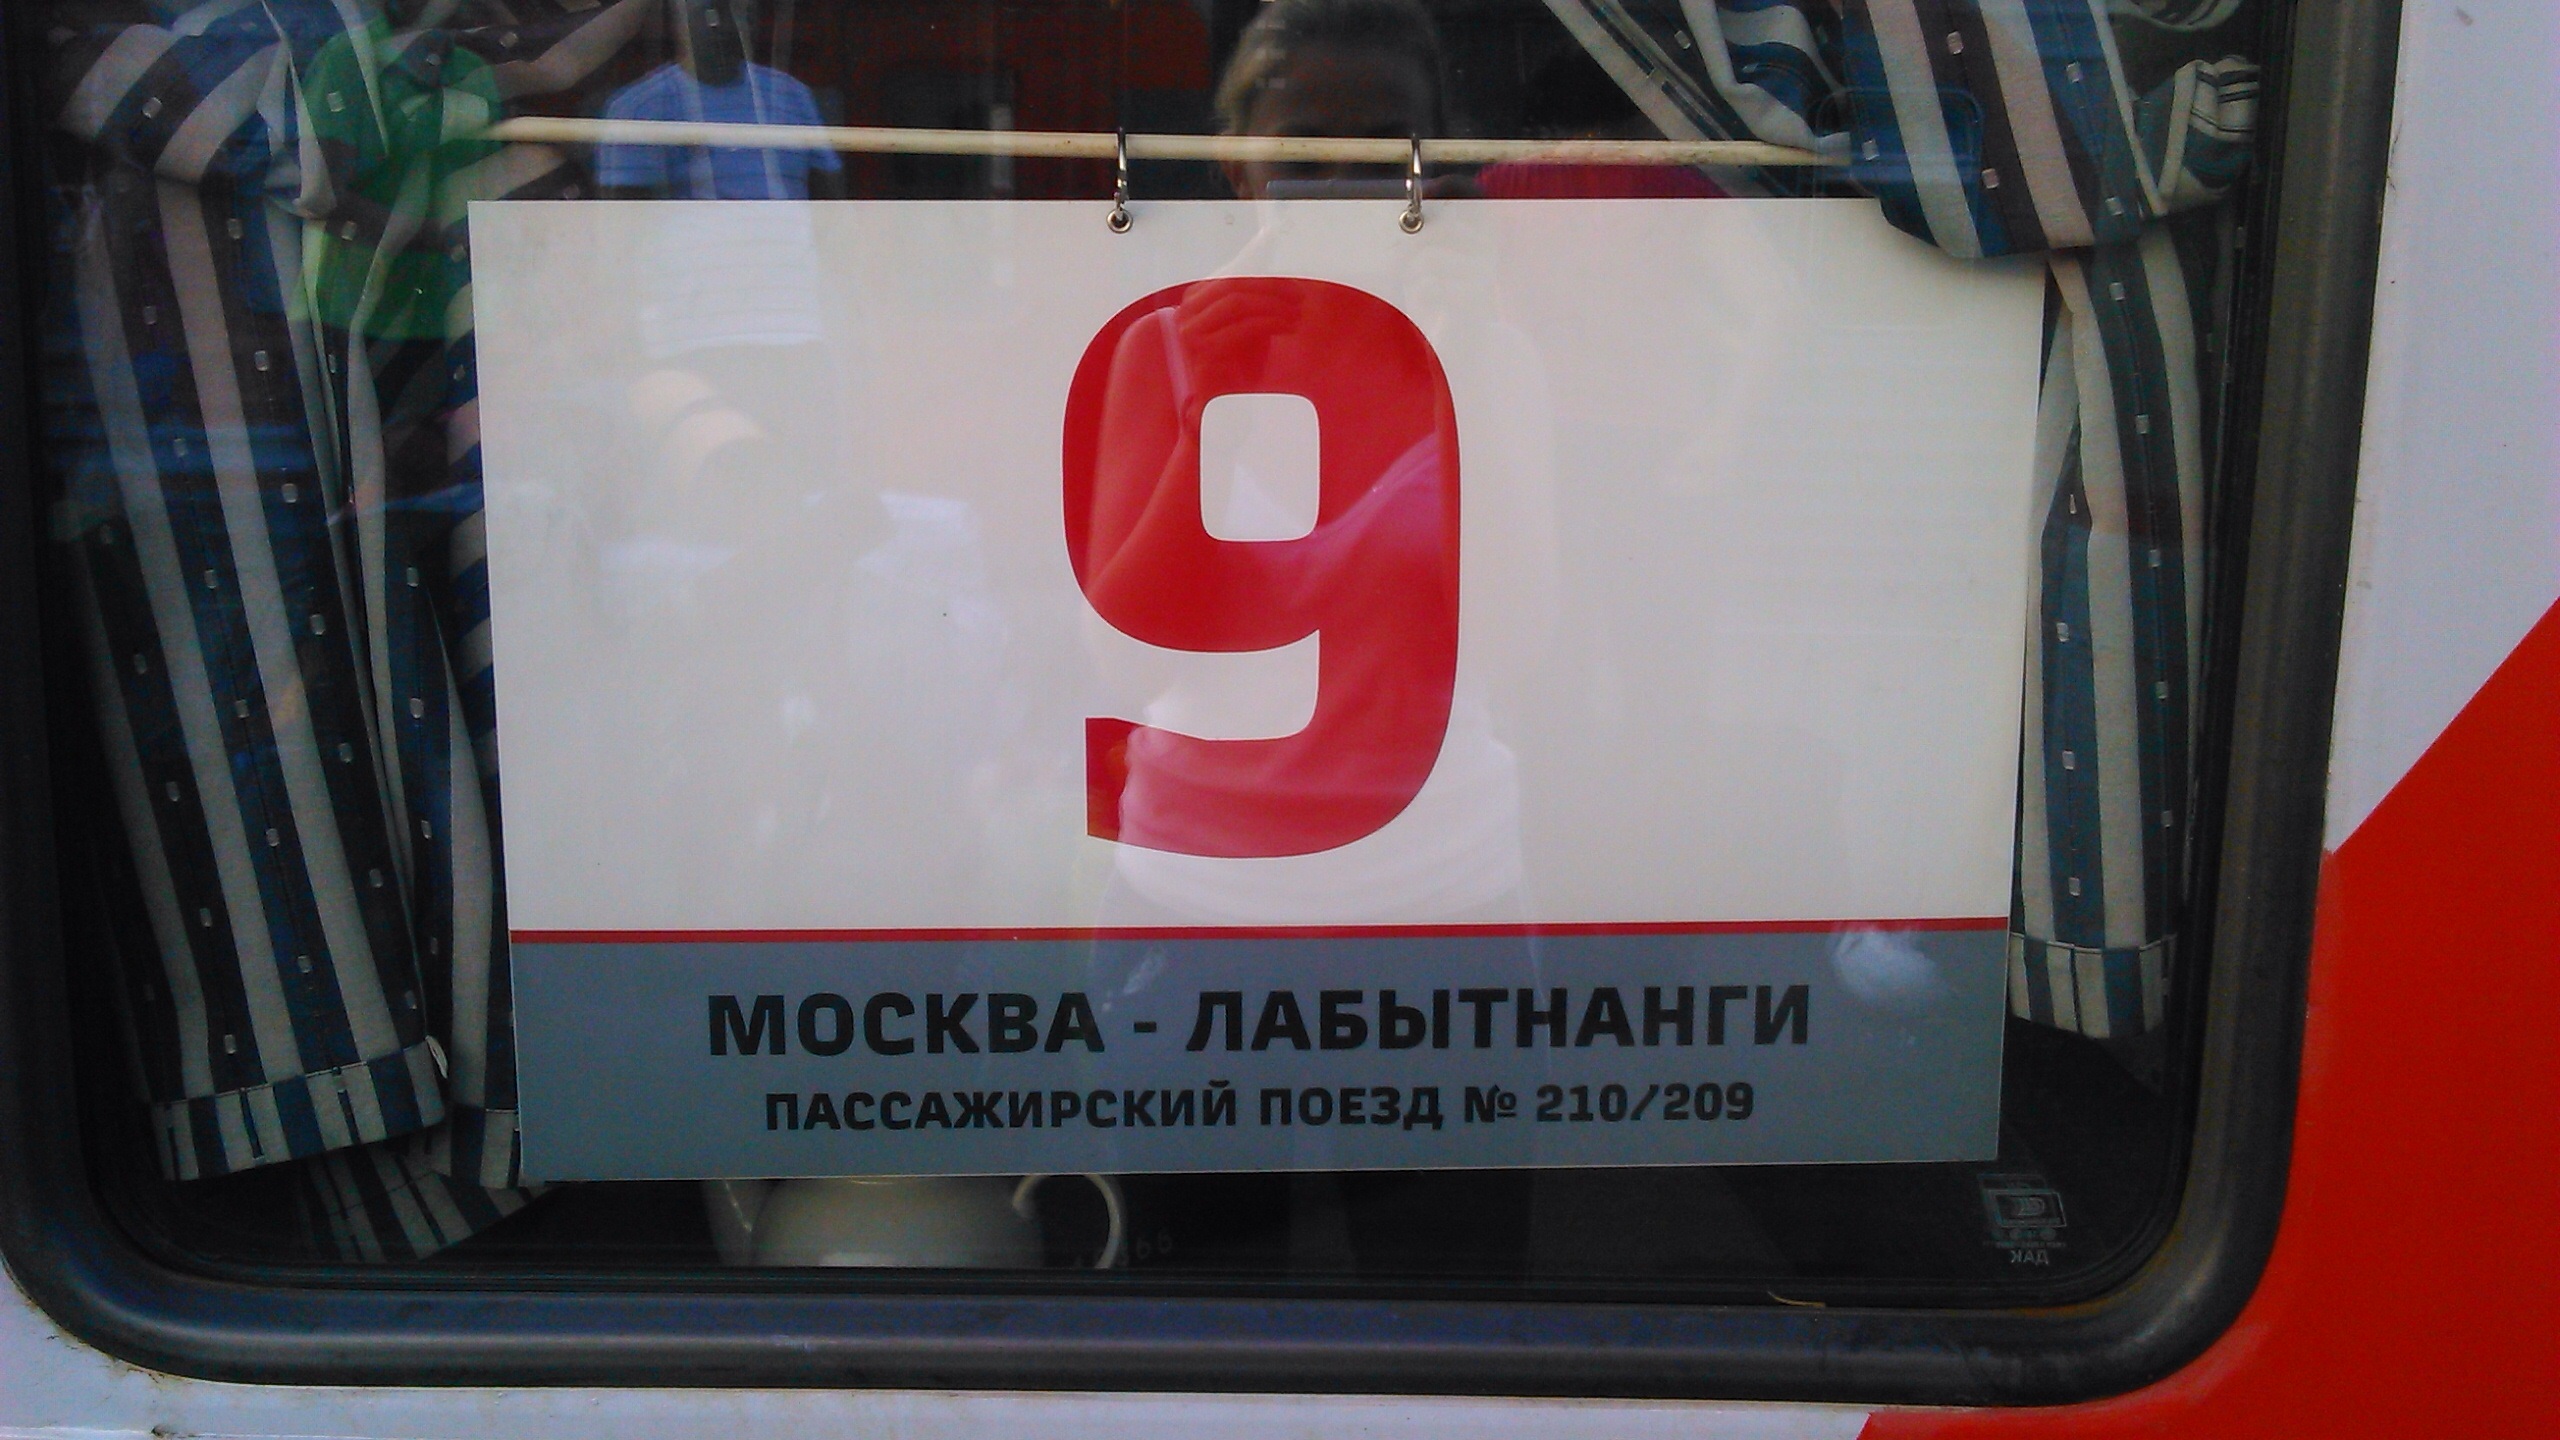 9
МОСКВА - ЛАБЫТНАНГИ
ПАССАЖИРСКИЙ ПОЕЗД № 210/209